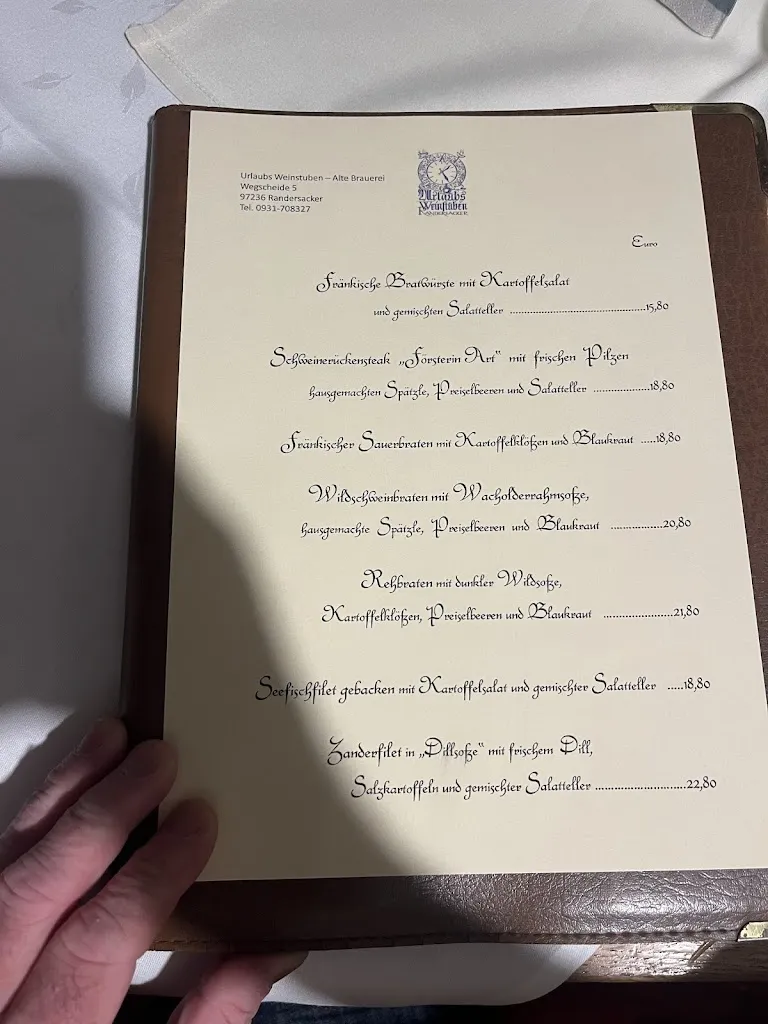 Urlaubs Weinstuben – Alte Brauerei
Wegscheide 5
97236 Randersacker
Tel. 0931-708327
Urlaubs
Weinstuben
RANDERSACKER
Euro
Fränkische Bratwürste mit Kartoffelsalat
und gemischten Salatteller ..............................................15,80
Schweinerückensteak „Försterin Art" mit frischen Pilzen
hausgemachten Spätzle, Preiselbeeren und Salatteller ...................18,80
Fränkischer Sauerbraten mit Kartoffelklößen und Blaukraut .....18,80
Wildschweinbraten mit Wacholderrahmsoße,
hausgemachte Spätzle, Preiselbeeren und Blaukraut .................20,80
Rehbraten mit dunkler Wildsoße,
Kartoffelklößen, Preiselbeeren und Blaukraut .......................21,80
Seefischfilet gebacken mit Kartoffelsalat und gemischter Salatteller .....18,80
Zanderfilet in „Dillsoße" mit frischem Dill,
Salzkartoffeln und gemischter Salatteller ............................22,80